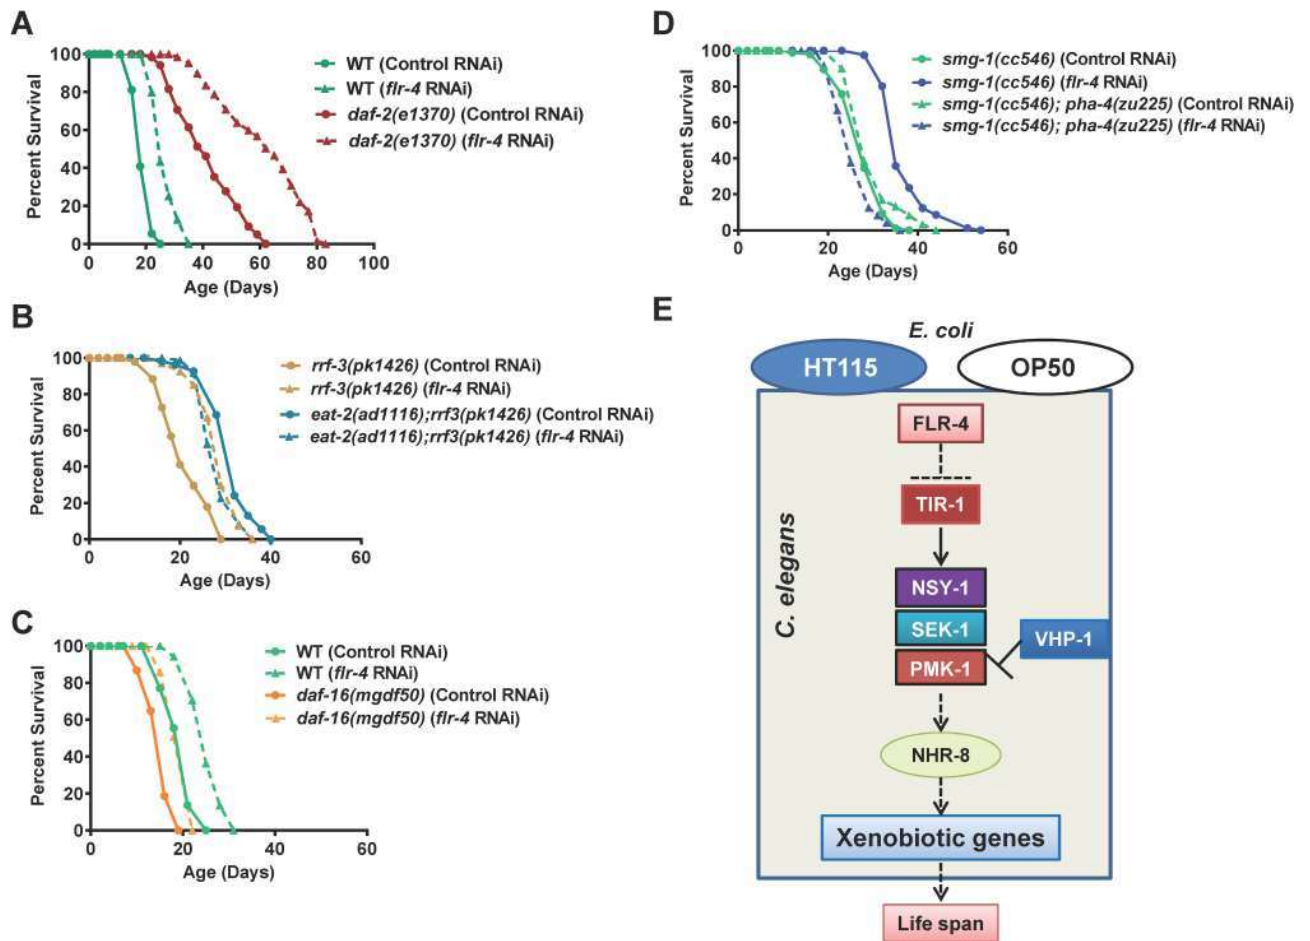 A
Percent Survival
100
80
60
40
20
0
0 20 40 60 80 100
Age (Days)
WT (Control RNAi)
WT (flr-4 RNAi)
daf-2(e1370) (Control RNAi)
daf-2(e1370) (flr-4 RNAi)
B
Percent Survival
100
80
60
40
20
0
0 20 40 60
Age (Days)
rrf-3(pk1426) (Control RNAi)
rrf-3(pk1426) (flr-4 RNAi)
eat-2(ad1116);rrf3(pk1426) (Control RNAi)
eat-2(ad1116);rrf3(pk1426) (flr-4 RNAi)
C
Percent Survival
100
80
60
40
20
0
0 20 40 60
Age (Days)
WT (Control RNAi)
WT (flr-4 RNAi)
daf-16(mgdf50) (Control RNAi)
daf-16(mgdf50) (flr-4 RNAi)
D
Percent Survival
100
80
60
40
20
0
0 20 40 60
Age (Days)
smg-1(cc546) (Control RNAi)
smg-1(cc546) (flr-4 RNAi)
smg-1(cc546); pha-4(zu225) (Control RNAi)
smg-1(cc546); pha-4(zu225) (flr-4 RNAi)
E
E. coli
HT115
OP50
C. elegans
FLR-4
TIR-1
NSY-1
SEK-1
PMK-1
VHP-1
NHR-8
Xenobiotic genes
Life span